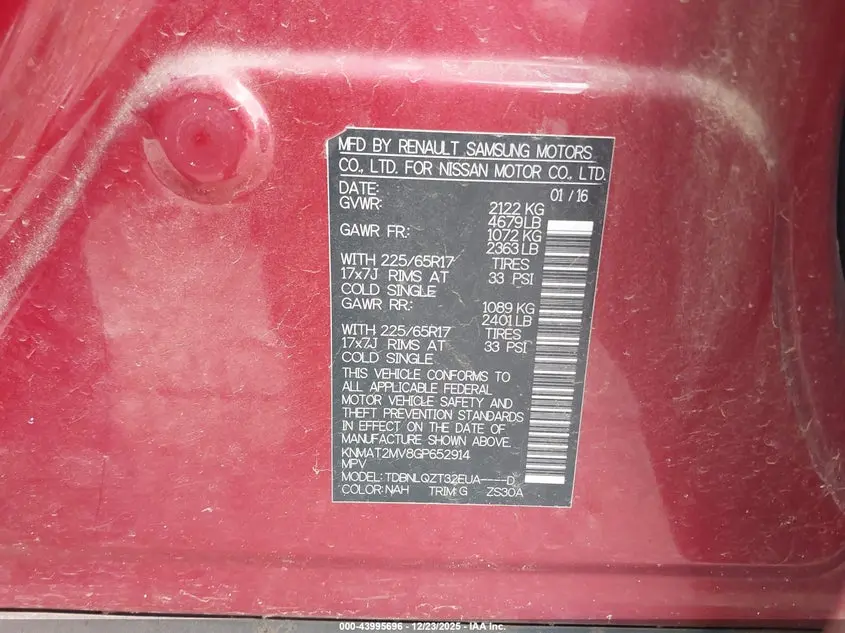 MFD BY RENAULT SAMSUNG MOTORS
CO., LTD. FOR NISSAN MOTOR CO., LTD.
DATE: 01/16
GVWR: 2122 KG
4679LB
GAWR FR: 1072 KG
2363LB
WITH 225/65R17 TIRES
17x7J RIMS AT 33 PSI
COLD SINGLE
GAWR RR: 1089 KG
2401LB
WITH 225/65R17 TIRES
17x7J RIMS AT 33 PSI
COLD SINGLE
THIS VEHICLE CONFORMS TO
ALL APPLICABLE FEDERAL
MOTOR VEHICLE SAFETY AND
THEFT PREVENTION STANDARDS
IN EFFECT ON THE DATE OF
MANUFACTURE SHOWN ABOVE.
KNMAT2MV8GP652914
MPV
MODEL: TDBNLQZT32EUA----D
COLOR: NAH TRIM: G ZS30A
000-43995696 - 12/23/2025 - IAA Inc.